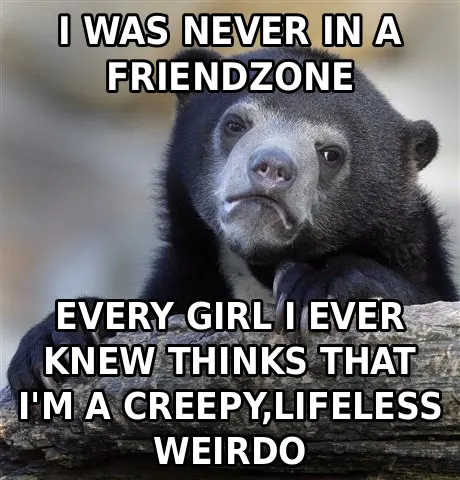 I WAS NEVER IN A
FRIENDZONE
EVERY GIRL I EVER
KNEW THINKS THAT
I'M A CREEPY,LIFELESS
WEIRDO